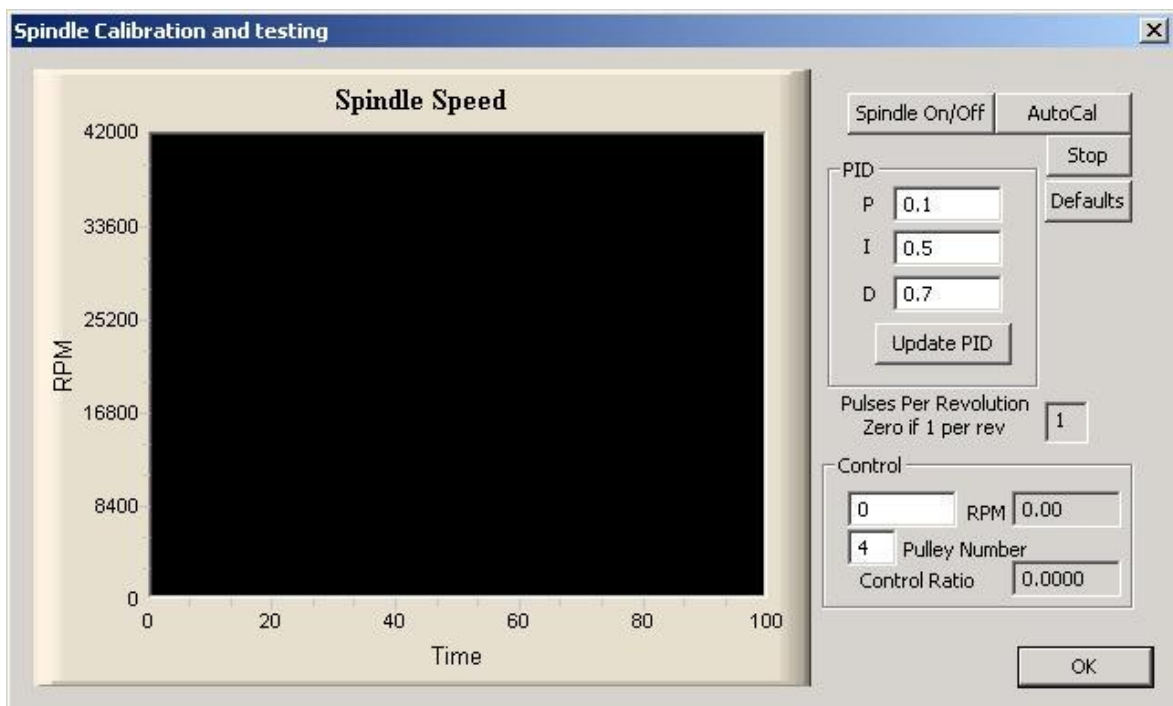 Spindle Calibration and testing
Spindle Speed
42000
33600
25200
16800
8400
0
RPM
0 20 40 60 80 100
Time
Spindle On/Off AutoCal
Stop
Defaults
PID
P 0.1
I 0.5
D 0.7
Update PID
Pulses Per Revolution
Zero if 1 per rev 1
Control
0 RPM 0.00
4 Pulley Number
Control Ratio 0.0000
OK